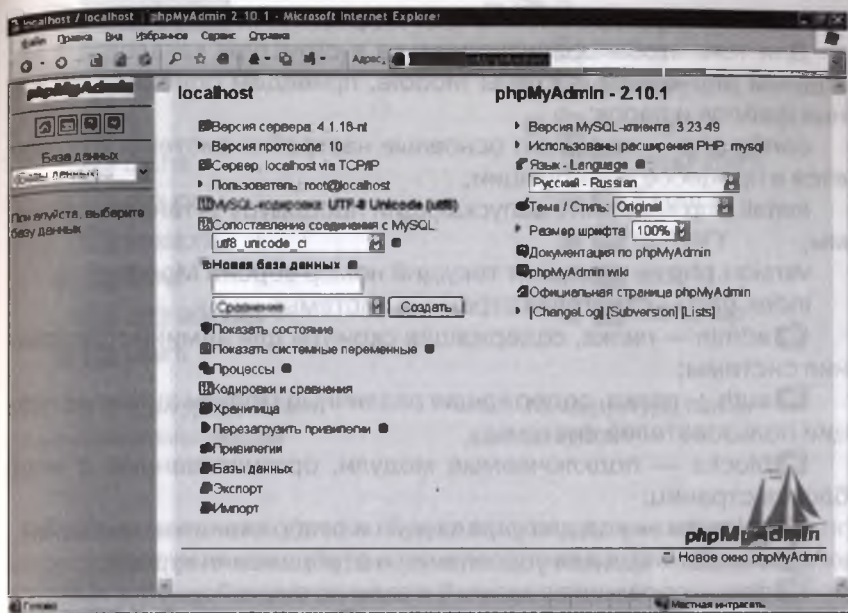 localhost / localhost | phpMyAdmin 2.10.1 - Microsoft Internet Explorer
Файл Правка Вид Избранное Сервис Справка
Адрес:
phpMyAdmin
База данных
(Базы данных)
Пожалуйста, выберите
базу данных
localhost
Версия сервера: 4.1.16-nt
Версия протокола: 10
Сервер: localhost via TCP/IP
Пользователь: root@localhost
MySQL-кодировка: UTF-8 Unicode (utf8)
Сопоставление соединения с MySQL:
utf8_unicode_ci
Новая база данных
Сравнение
Создать
Показать состояние
Показать системные переменные
Процессы
Кодировки и сравнения
Хранилища
Перезагрузить привилегии
Привилегии
Базы данных
Экспорт
Импорт
phpMyAdmin - 2.10.1
Версия MySQL-клиента: 3.23.49
Использованы расширения PHP: mysql
Язык - Language
Русский - Russian
Тема / Стиль: Original
Размер шрифта: 100%
Документация по phpMyAdmin
phpMyAdmin wiki
Официальная страница phpMyAdmin
[ChangeLog] [Subversion] [Lists]
phpMyAdmin
Новое окно phpMyAdmin
Готово
Местная интрасеть